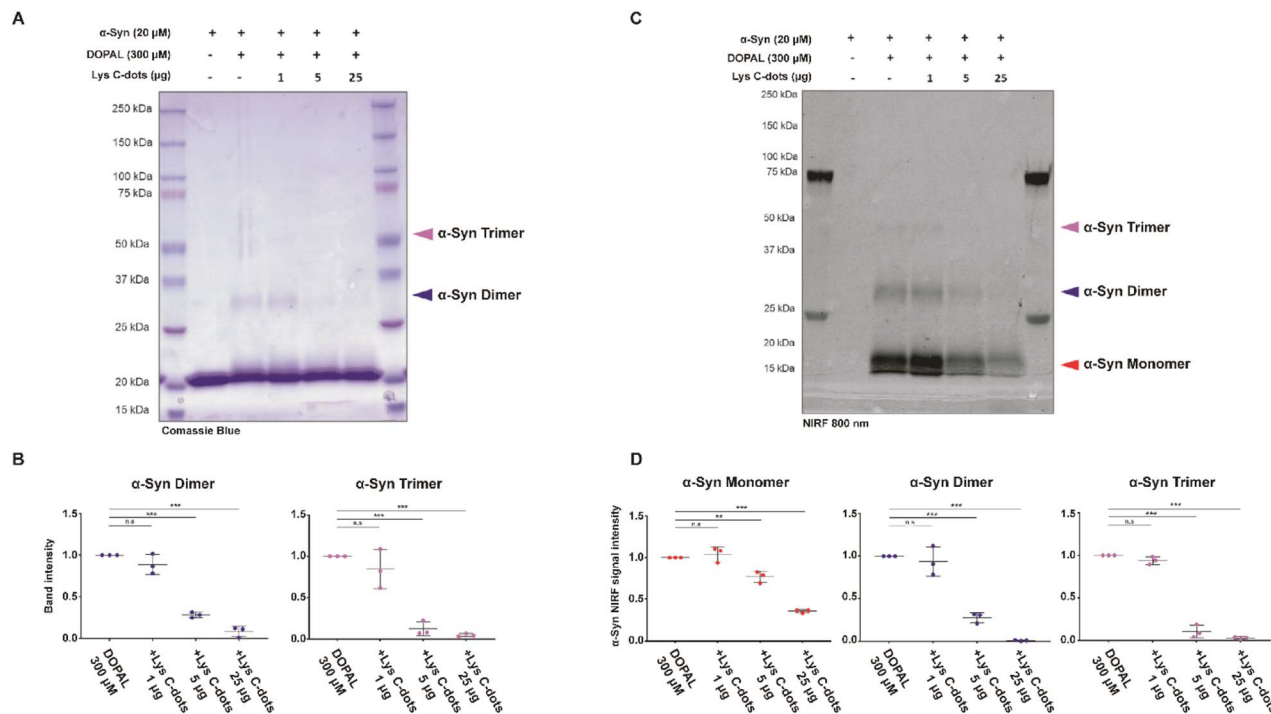 A
α-Syn (20 µM) + + + + +
DOPAL (300 µM) - + + + +
Lys C-dots (µg) - - 1 5 25
250 kDa
150 kDa
100 kDa
75 kDa
50 kDa
37 kDa
25 kDa
20 kDa
15 kDa
α-Syn Trimer
α-Syn Dimer
Comassie Blue
B
α-Syn Dimer
Band intensity
1.5
1.0
0.5
0.0
***
***
n.s
DOPAL 300 µM
+Lys C-dots 1 µg
+Lys C-dots 5 µg
+Lys C-dots 25 µg
α-Syn Trimer
1.5
1.0
0.5
0.0
***
***
n.s
DOPAL 300 µM
+Lys C-dots 1 µg
+Lys C-dots 5 µg
+Lys C-dots 25 µg
C
α-Syn (20 µM) + + + + +
DOPAL (300 µM) - + + + +
Lys C-dots (µg) - - 1 5 25
250 kDa
150 kDa
100 kDa
75 kDa
50 kDa
37 kDa
25 kDa
20 kDa
15 kDa
α-Syn Trimer
α-Syn Dimer
α-Syn Monomer
NIRF 800 nm
D
α-Syn Monomer
α-Syn NIRF signal intensity
1.5
1.0
0.5
0.0
***
**
n.s
DOPAL 300 µM
+Lys C-dots 1 µg
+Lys C-dots 5 µg
+Lys C-dots 25 µg
α-Syn Dimer
1.5
1.0
0.5
0.0
***
***
n.s
DOPAL 300 µM
+Lys C-dots 1 µg
+Lys C-dots 5 µg
+Lys C-dots 25 µg
α-Syn Trimer
1.5
1.0
0.5
0.0
***
***
n.s
DOPAL 300 µM
+Lys C-dots 1 µg
+Lys C-dots 5 µg
+Lys C-dots 25 µg